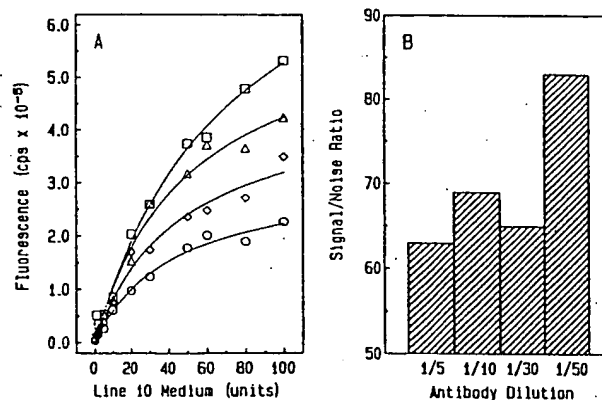 A
6.0
5.0
4.0
3.0
2.0
1.0
0.0
Fluorescence (cps x 10⁻⁵)
0 20 40 60 80 100
Line 10 Medium (units)
B
90
80
70
60
50
Signal/Noise Ratio
1/5 1/10 1/30 1/50
Antibody Dilution